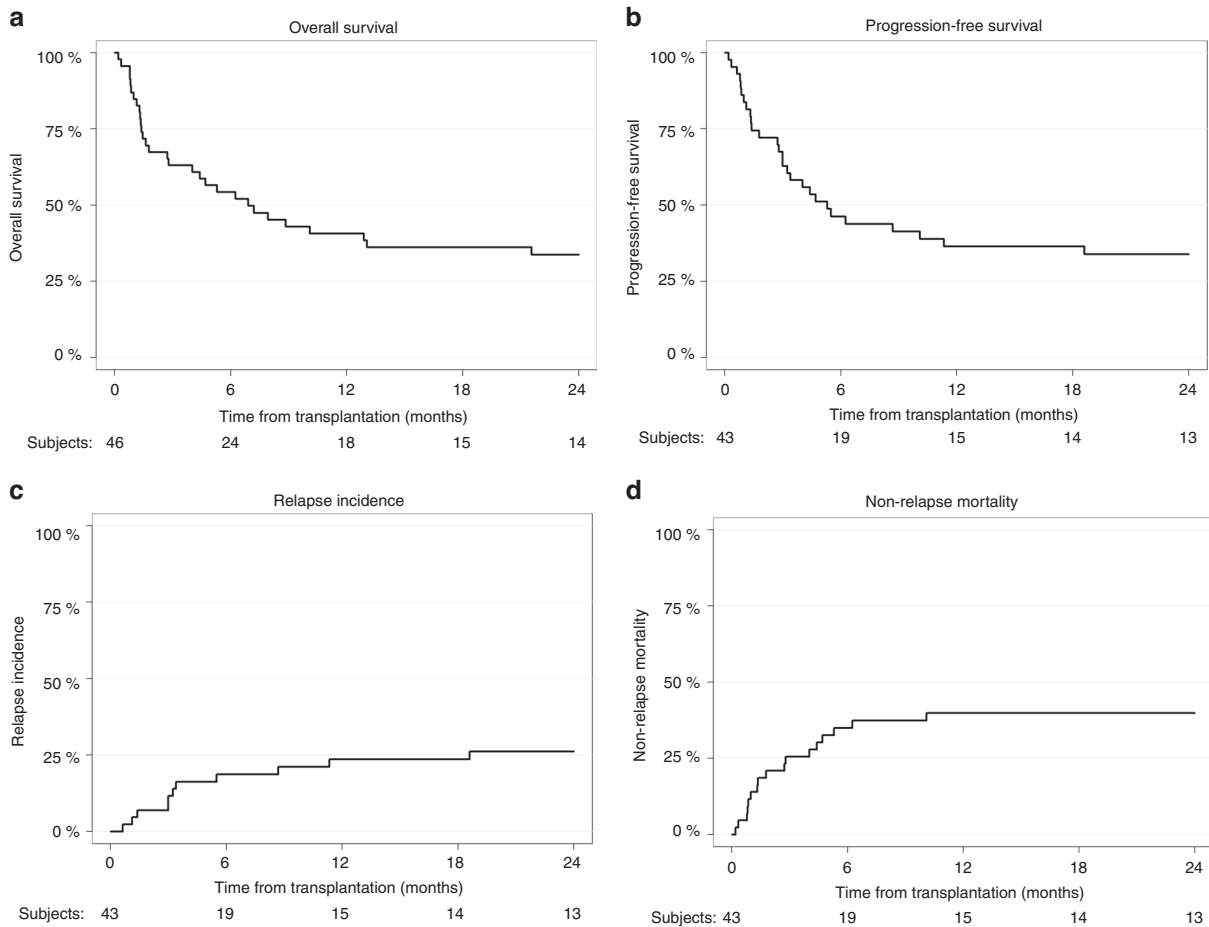 a
Overall survival
100 %
75 %
50 %
25 %
0 %
Overall survival
0 6 12 18 24
Time from transplantation (months)
Subjects: 46 24 18 15 14
b
Progression-free survival
100 %
75 %
50 %
25 %
0 %
Progression-free survival
0 6 12 18 24
Time from transplantation (months)
Subjects: 43 19 15 14 13
c
Relapse incidence
100 %
75 %
50 %
25 %
0 %
Relapse incidence
0 6 12 18 24
Time from transplantation (months)
Subjects: 43 19 15 14 13
d
Non-relapse mortality
100 %
75 %
50 %
25 %
0 %
Non-relapse mortality
0 6 12 18 24
Time from transplantation (months)
Subjects: 43 19 15 14 13